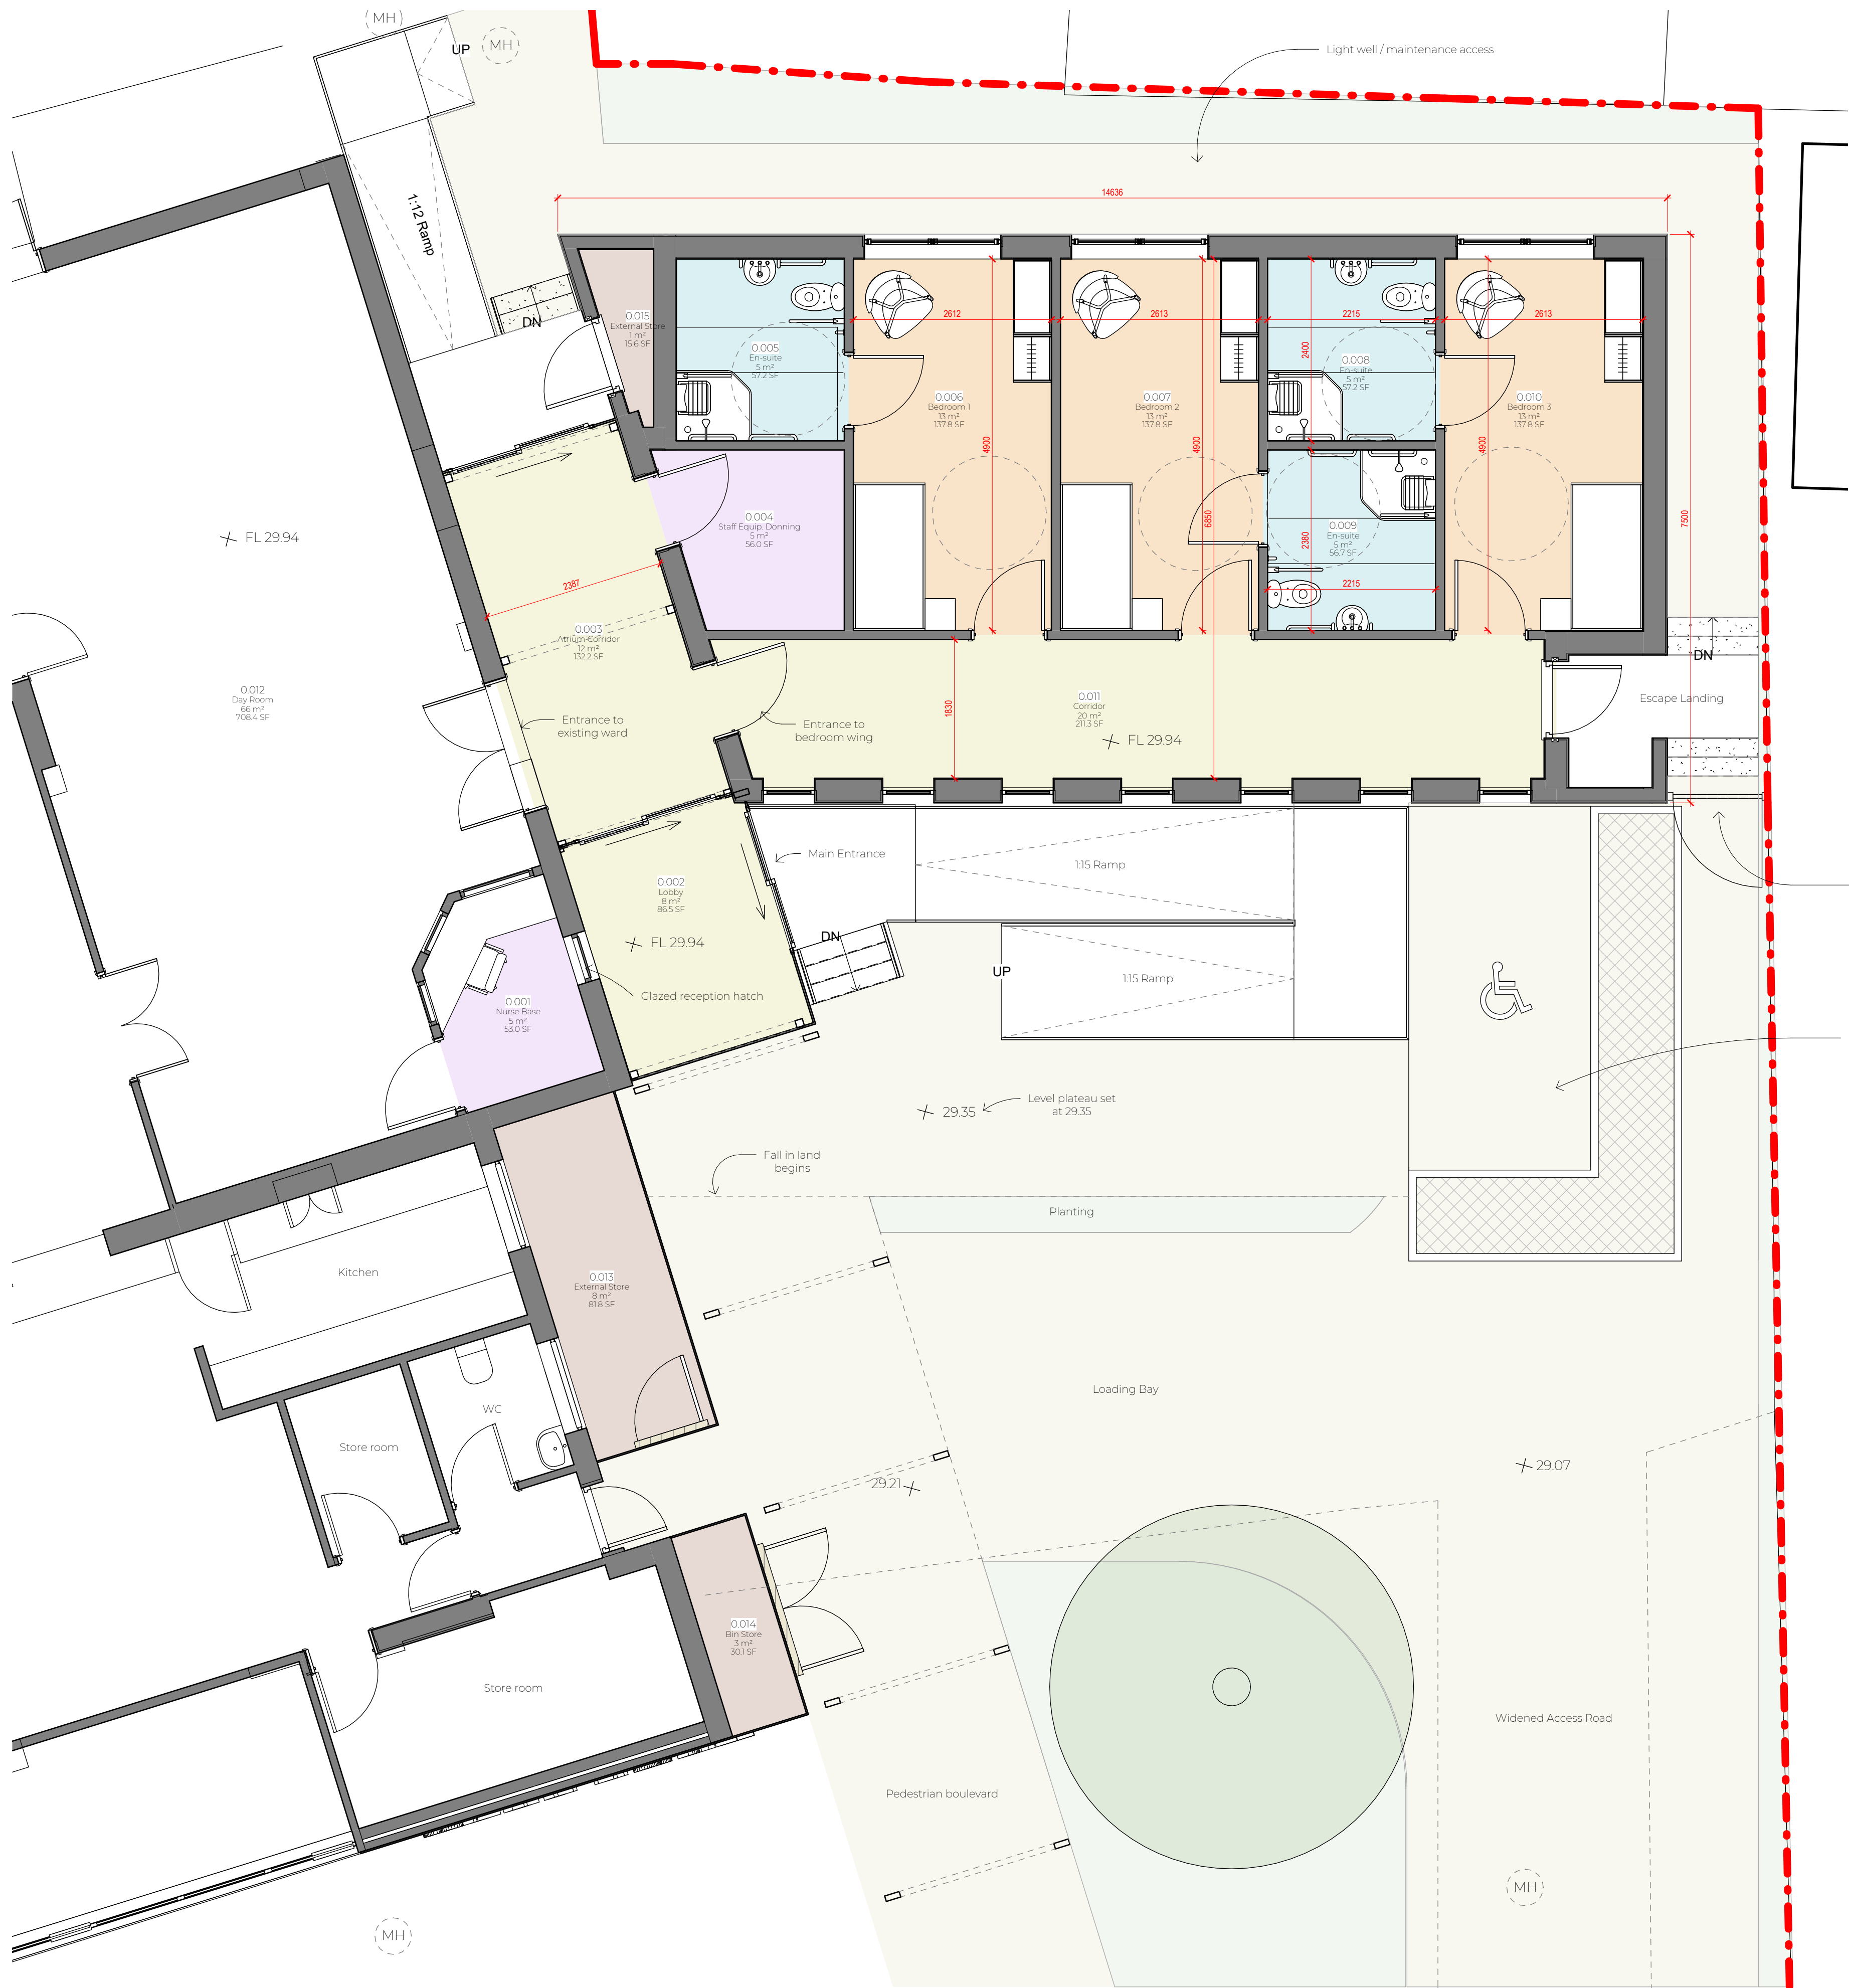 MH
UP
MH
Light well / maintenance access
1:12 Ramp
DN
14636
0.015
External Store
1 m²
15.6 SF
0.005
En-suite
5 m²
57.2 SF
2612
2613
2215
2613
2400
0.006
Bedroom 1
13 m²
137.8 SF
0.007
Bedroom 2
13 m²
137.8 SF
0.008
En-suite
5 m²
57.2 SF
0.010
Bedroom 3
13 m²
137.8 SF
4900
4900
4900
6850
7500
0.004
Staff Equip. Donning
5 m²
56.0 SF
0.009
En-suite
5 m²
56.7 SF
2380
2215
FL 29.94
2387
0.003
Atrium Corridor
12 m²
132.2 SF
0.012
Day Room
66 m²
708.4 SF
DN
Escape Landing
0.011
Corridor
20 m²
211.3 SF
1830
Entrance to
existing ward
Entrance to
bedroom wing
FL 29.94
Main Entrance
1:15 Ramp
0.002
Lobby
8 m²
86.5 SF
FL 29.94
DN
UP
1:15 Ramp
Glazed reception hatch
0.001
Nurse Base
5 m²
53.0 SF
29.35
Level plateau set
at 29.35
Fall in land
begins
Planting
Kitchen
0.013
External Store
8 m²
81.8 SF
Loading Bay
WC
Store room
29.21
29.07
0.014
Bin Store
3 m²
30.1 SF
Store room
Widened Access Road
Pedestrian boulevard
MH
MH